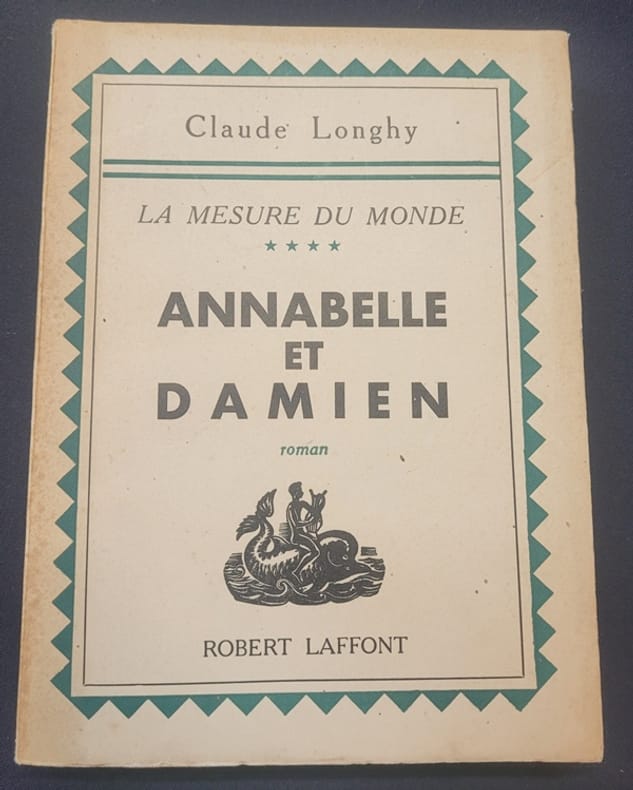 Claude Longhy
LA MESURE DU MONDE
★★★★
ANNABELLE
ET
DAMIEN
roman
ROBERT LAFFONT